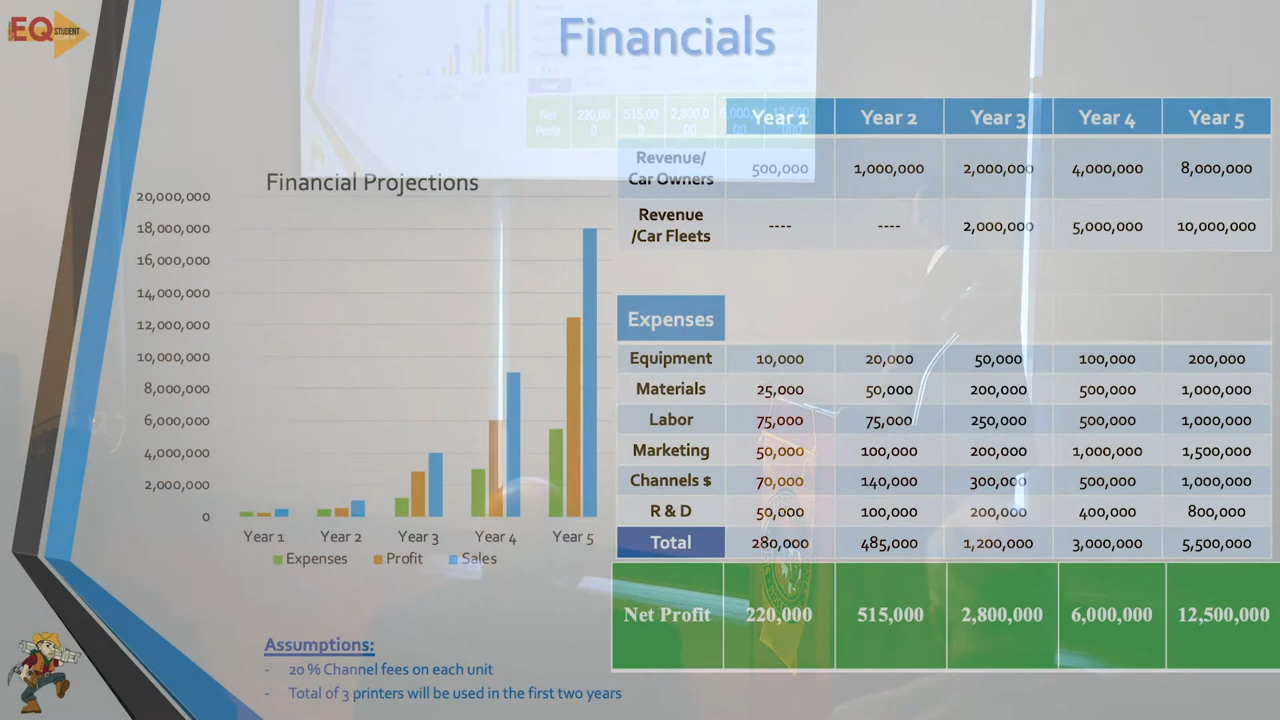 EQ STUDENT
Financials
Net Profit 220,000 515,000 2,800,000
Year 1 Year 2 Year 3 Year 4 Year 5
Revenue/ Car Owners 500,000 1,000,000 2,000,000 4,000,000 8,000,000
Revenue /Car Fleets ---- ---- 2,000,000 5,000,000 10,000,000
Expenses
Equipment 10,000 20,000 50,000 100,000 200,000
Materials 25,000 50,000 200,000 500,000 1,000,000
Labor 75,000 75,000 250,000 500,000 1,000,000
Marketing 50,000 100,000 200,000 1,000,000 1,500,000
Channels $ 70,000 140,000 300,000 500,000 1,000,000
R & D 50,000 100,000 200,000 400,000 800,000
Total 280,000 485,000 1,200,000 3,000,000 5,500,000
Net Profit 220,000 515,000 2,800,000 6,000,000 12,500,000
Financial Projections
20,000,000
18,000,000
16,000,000
14,000,000
12,000,000
10,000,000
8,000,000
6,000,000
4,000,000
2,000,000
0
Year 1 Year 2 Year 3 Year 4 Year 5
Expenses Profit Sales
Assumptions:
- 20 % Channel fees on each unit
- Total of 3 printers will be used in the first two years